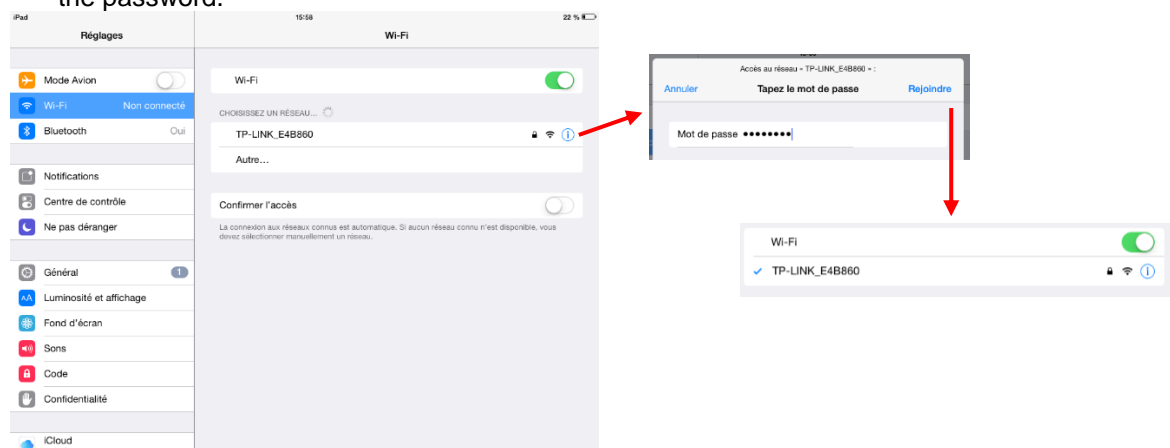 the password.
iPad 15:58 22 %
Réglages
Wi-Fi
Mode Avion
Wi-Fi Non connecté
Bluetooth Oui
Notifications
Centre de contrôle
Ne pas déranger
Général 1
Luminosité et affichage
Fond d'écran
Sons
Code
Confidentialité
iCloud
Wi-Fi
CHOISISSEZ UN RÉSEAU...
TP-LINK_E4B860
Autre...
Confirmer l'accès
La connexion aux réseaux connus est automatique. Si aucun réseau connu n'est disponible, vous
devez sélectionner manuellement un réseau.
Accès au réseau « TP-LINK_E4B860 » :
Annuler Tapez le mot de passe Rejoindre
Mot de passe ••••••••
Wi-Fi
TP-LINK_E4B860